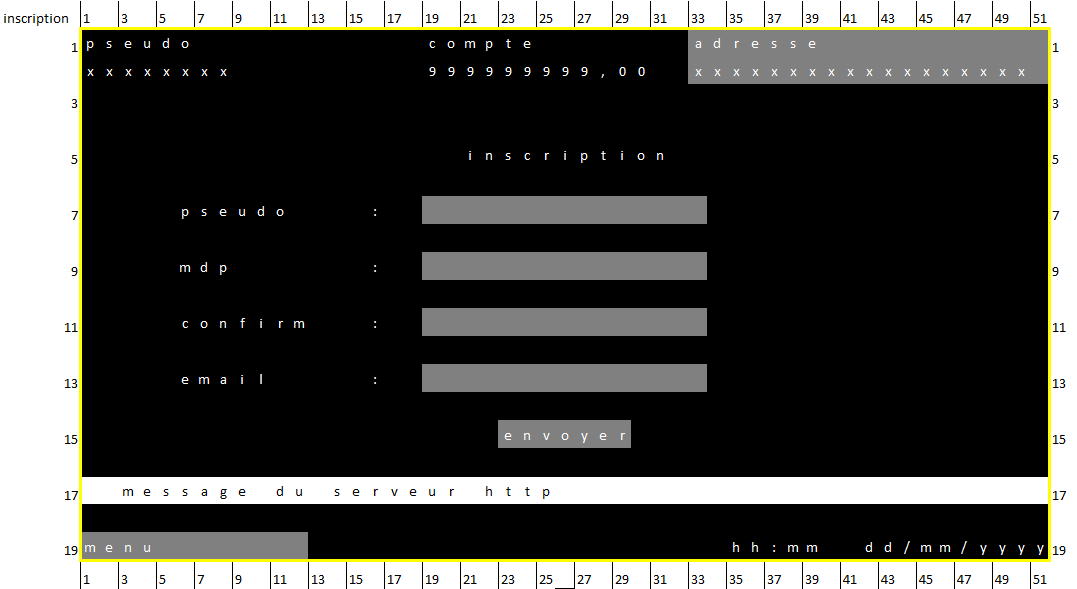 inscription 1 3 5 7 9 11 13 15 17 19 21 23 25 27 29 31 33 35 37 39 41 43 45 47 49 51
1 pseudo compte adresse 1
xxxxxxxx 999999999,00 xxxxxxxxxxxxxxxxxx
3 3
5 inscription 5
7 pseudo : 7
9 mdp : 9
11 confirm : 11
13 email : 13
15 envoyer 15
17 message du serveur http 17
19 menu hh:mm dd/mm/yyyy 19
1 3 5 7 9 11 13 15 17 19 21 23 25 27 29 31 33 35 37 39 41 43 45 47 49 51